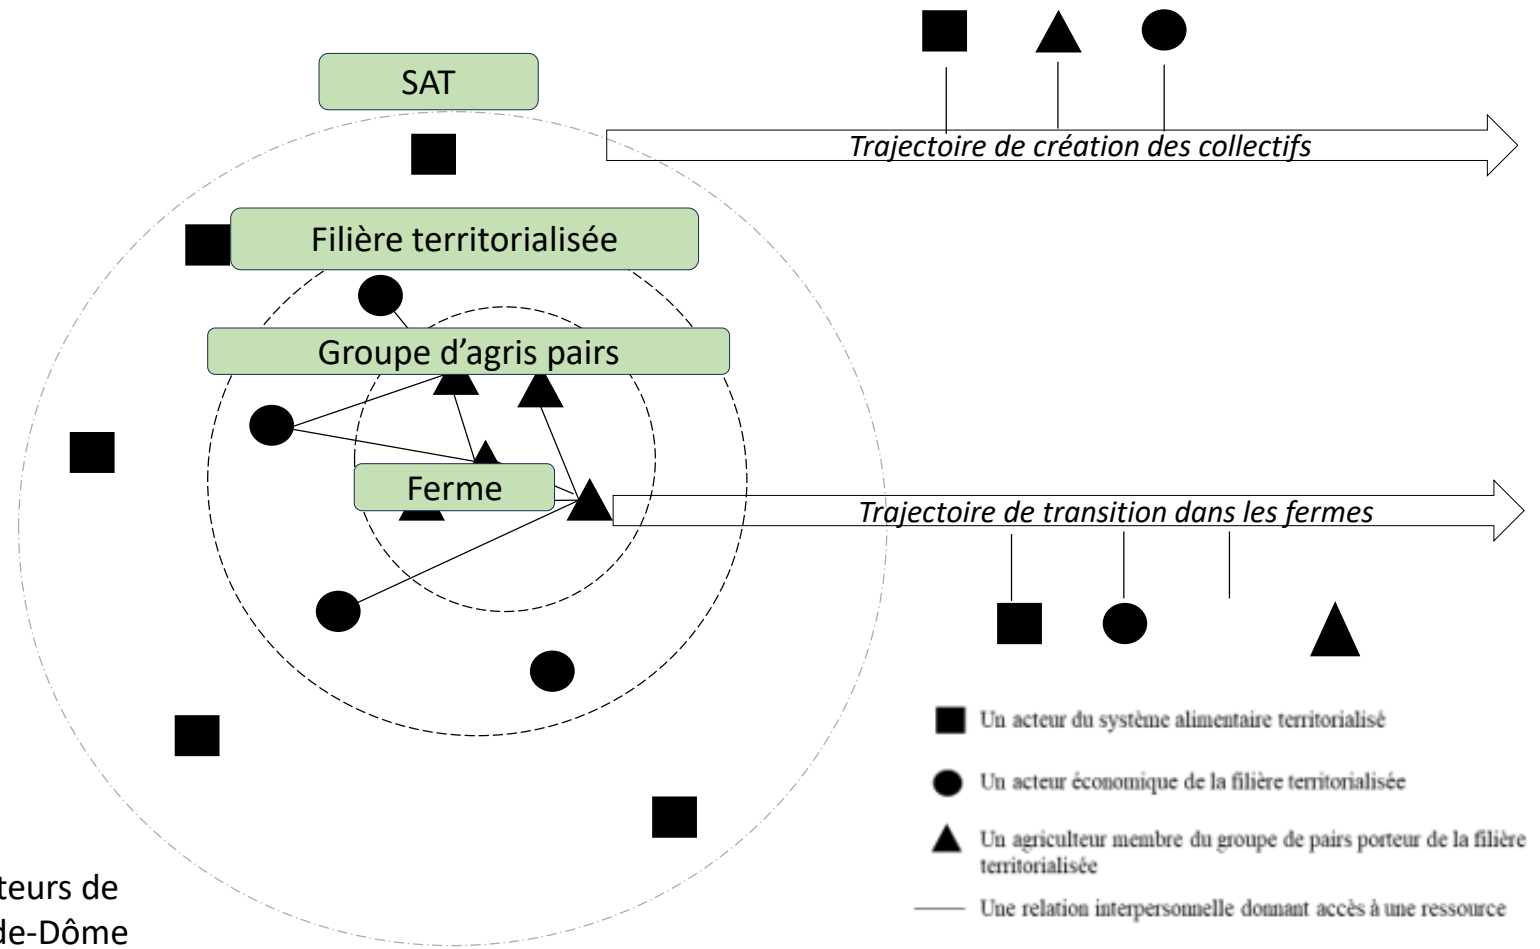 SAT
Trajectoire de création des collectifs
Filière territorialisée
Groupe d’agris pairs
Ferme
Trajectoire de transition dans les fermes
Un acteur du système alimentaire territorialisé
Un acteur économique de la filière territorialisée
Un agriculteur membre du groupe de pairs porteur de la filière
territorialisée
Une relation interpersonnelle donnant accès à une ressource
teurs de
de-Dôme